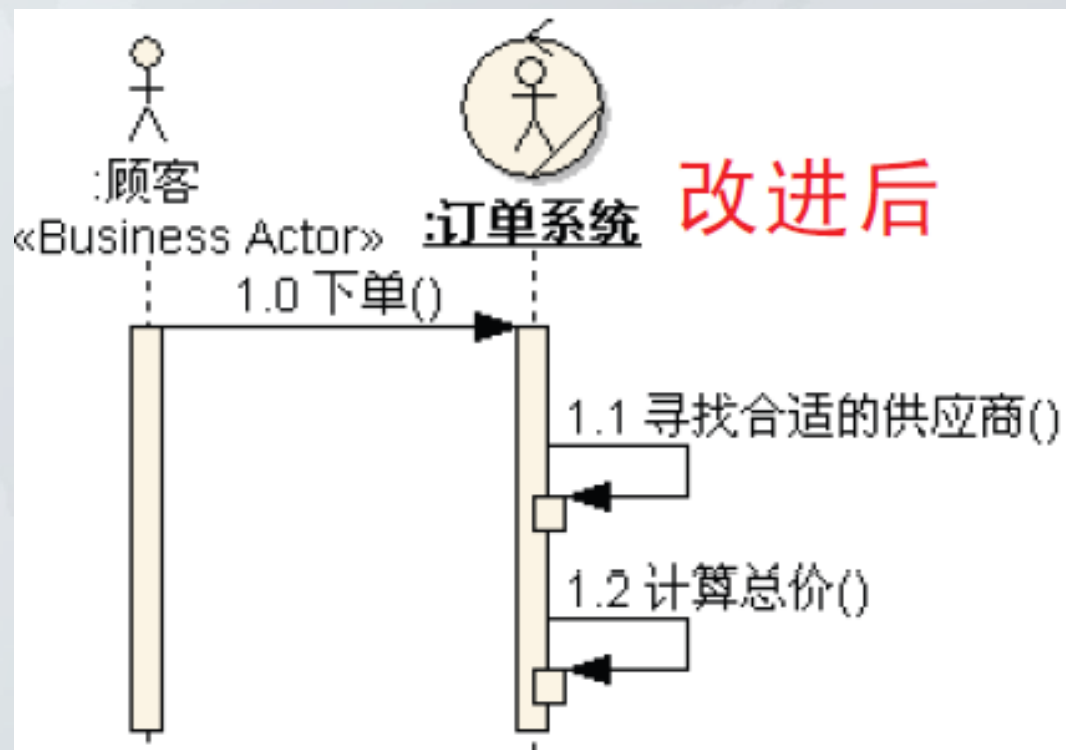 :顾客
«Business Actor»
:订单系统
改进后
1.0 下单()
1.1 寻找合适的供应商()
1.2 计算总价()